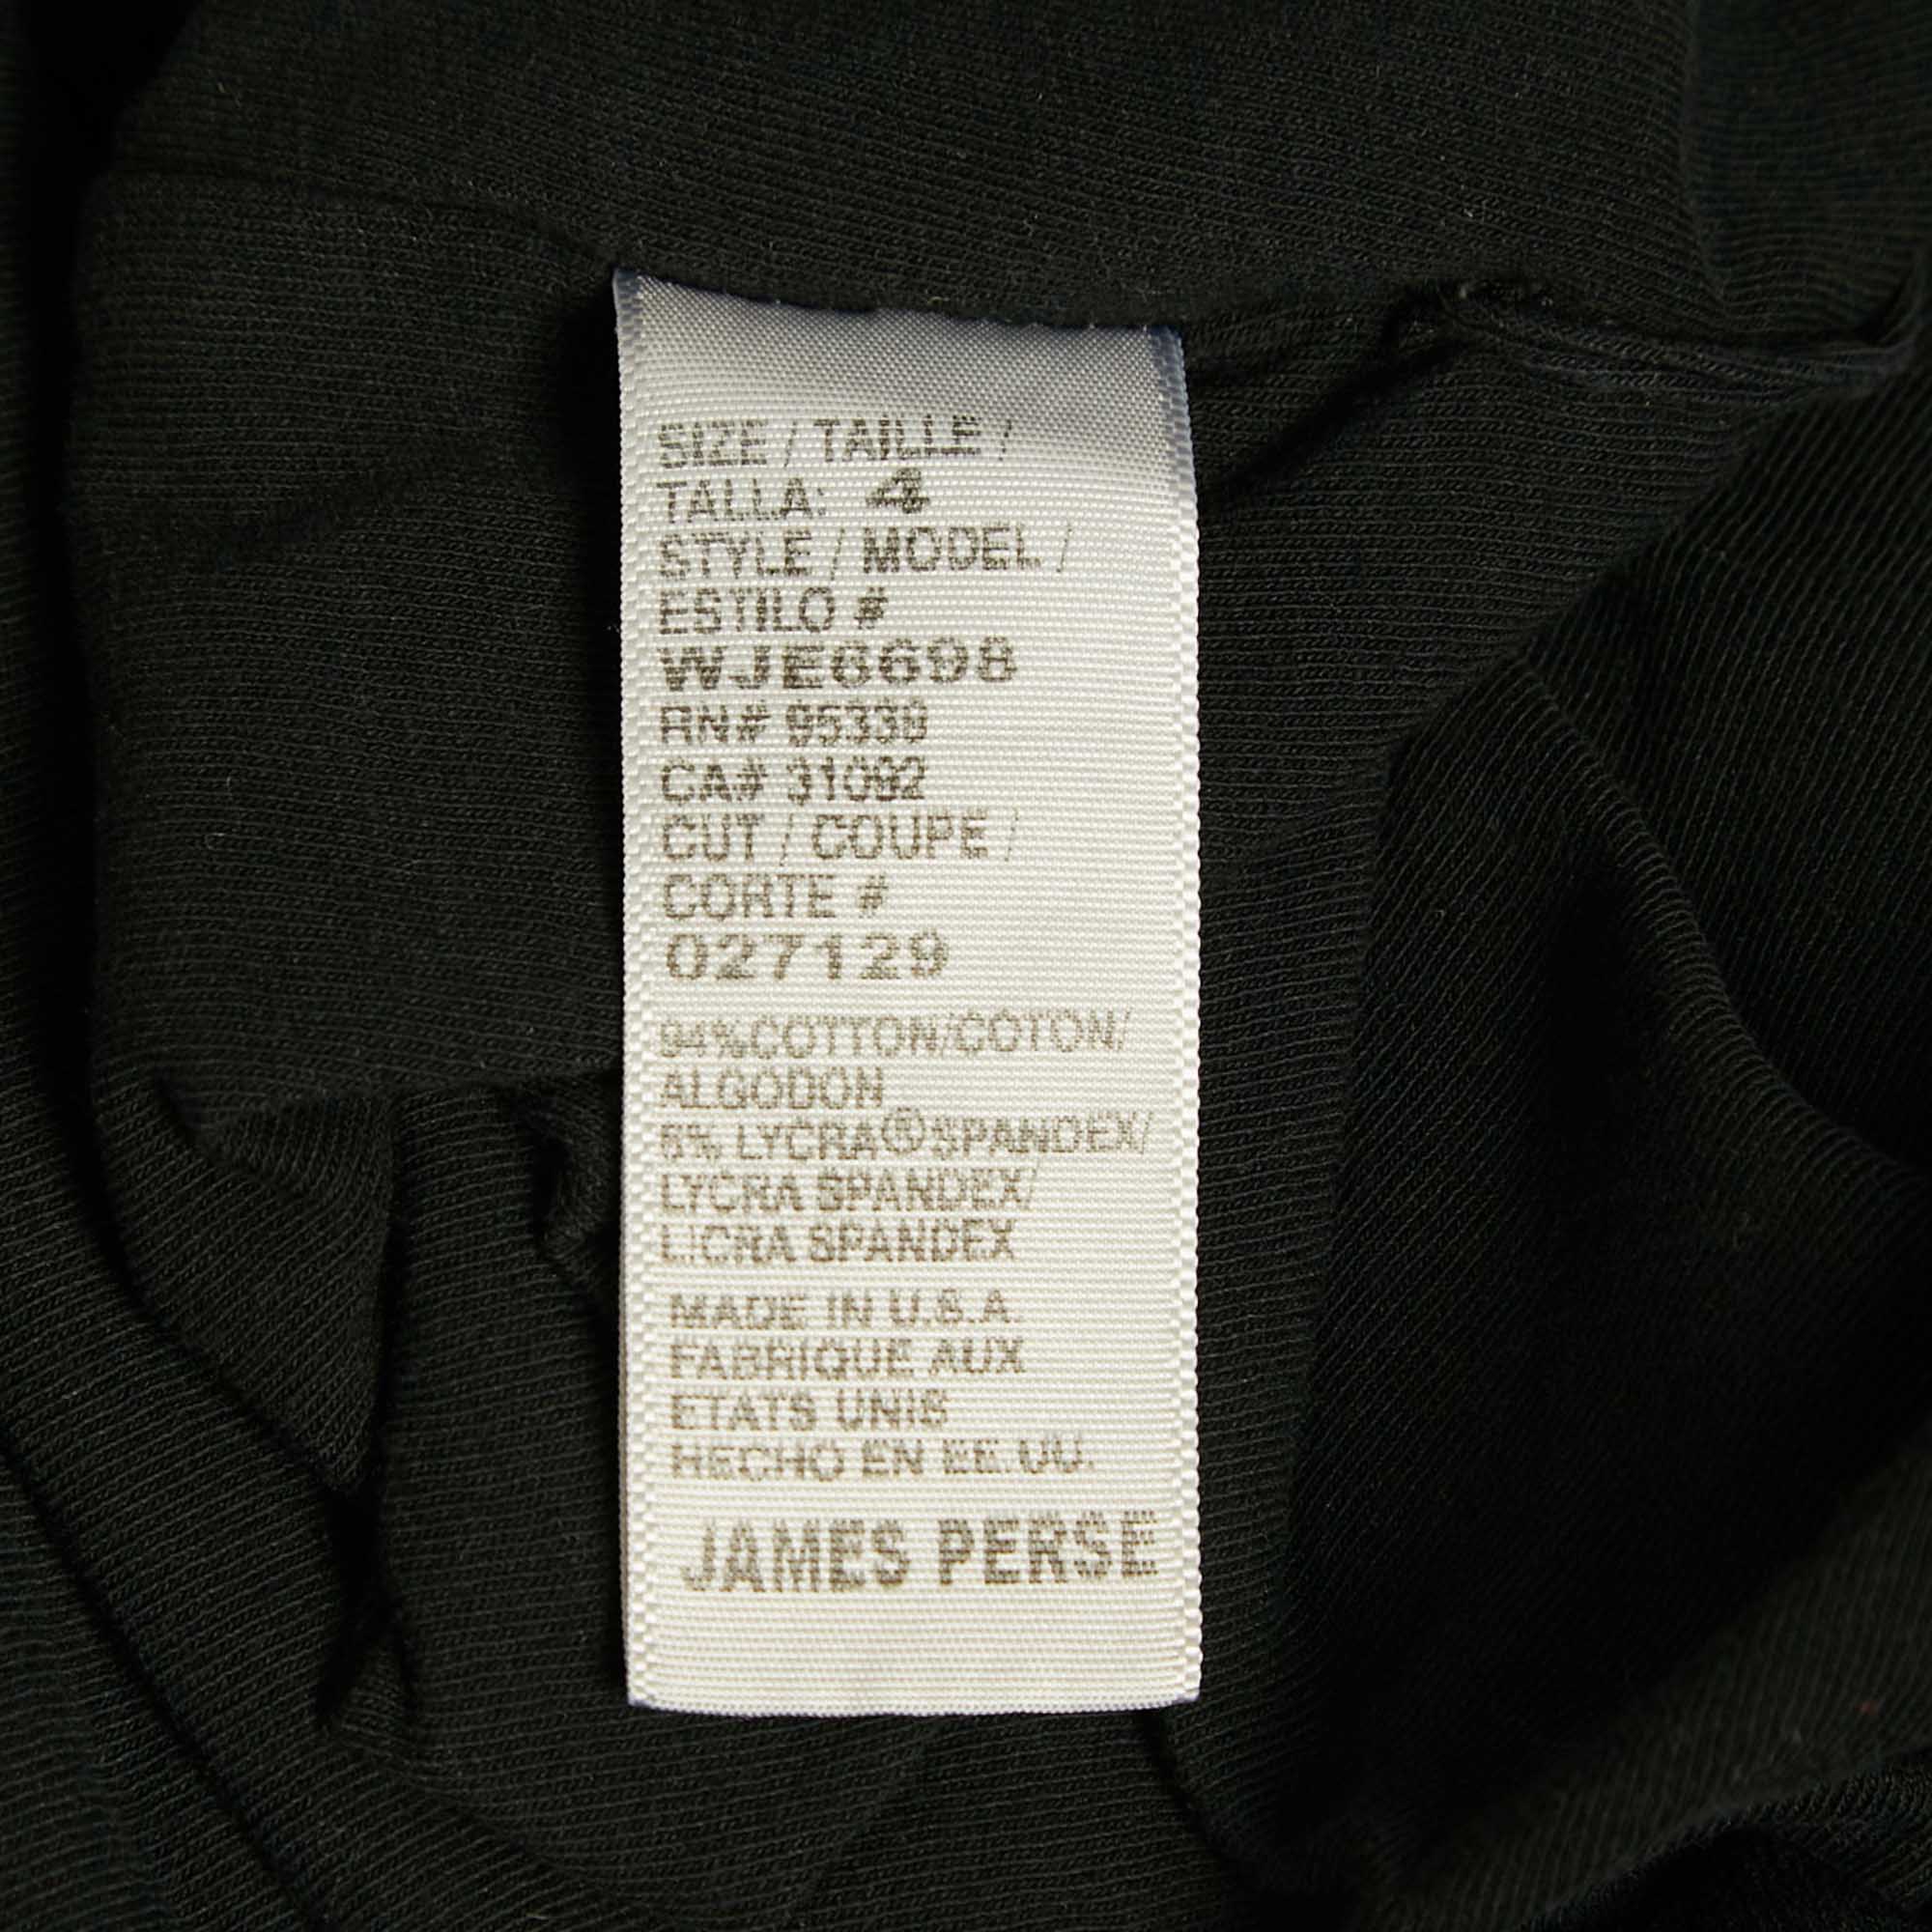 SIZE / TAILLE /
TALLA: 4
STYLE / MODEL /
ESTILO #
WJE6698
RN# 95339
CA# 31092
CUT / COUPE /
CORTE #
027129
94%COTTON/COTON/
ALGODON
6% LYCRA®SPANDEX/
LYCRA SPANDEX/
LICRA SPANDEX
MADE IN U.S.A.
FABRIQUE AUX
ETATS UNIS
HECHO EN EE.UU.
JAMES PERSE